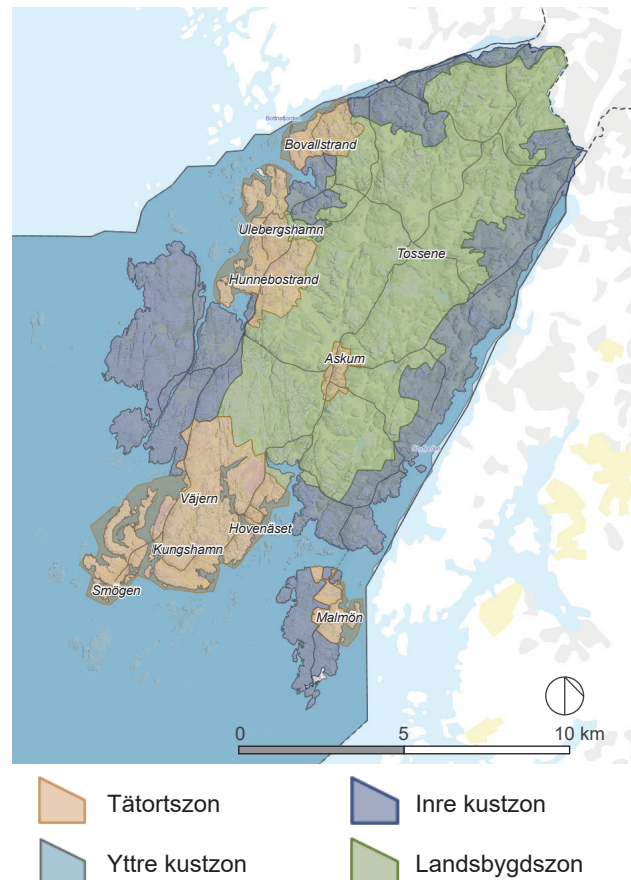 Bottnafjorden
Bovallstrand
Ulebergshamn
Tossene
Hunnebostrand
Askum
Väjern
Hovenäset
Kungshamn
Smögen
Malmön
0 5 10 km
Tätortszon Inre kustzon
Yttre kustzon Landsbygdszon